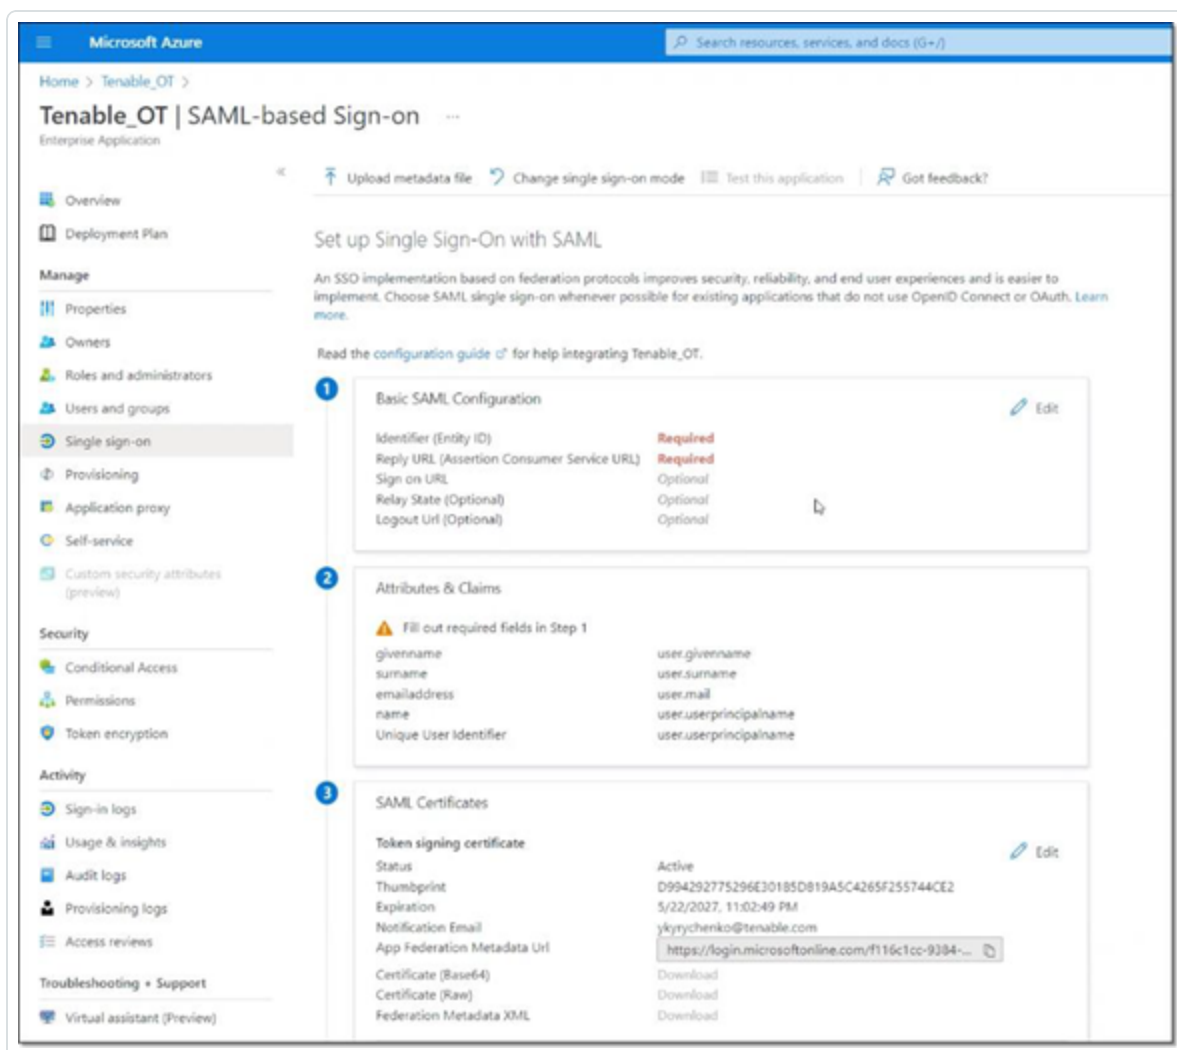 Microsoft Azure
Search resources, services, and docs (G+/)
Home > Tenable_OT >
Tenable_OT | SAML-based Sign-on ...
Enterprise Application
«
Overview
Deployment Plan
Manage
Properties
Owners
Roles and administrators
Users and groups
Single sign-on
Provisioning
Application proxy
Self-service
Custom security attributes
(preview)
Security
Conditional Access
Permissions
Token encryption
Activity
Sign-in logs
Usage & insights
Audit logs
Provisioning logs
Access reviews
Troubleshooting + Support
Virtual assistant (Preview)
Upload metadata file Change single sign-on mode Test this application Got feedback?
Set up Single Sign-On with SAML
An SSO implementation based on federation protocols improves security, reliability, and end user experiences and is easier to
implement. Choose SAML single sign-on whenever possible for existing applications that do not use OpenID Connect or OAuth. Learn
more.
Read the configuration guide for help integrating Tenable_OT.
1
Basic SAML Configuration
Edit
Identifier (Entity ID) Required
Reply URL (Assertion Consumer Service URL) Required
Sign on URL Optional
Relay State (Optional) Optional
Logout Url (Optional) Optional
2
Attributes & Claims
Fill out required fields in Step 1
givenname user.givenname
surname user.surname
emailaddress user.mail
name user.userprincipalname
Unique User Identifier user.userprincipalname
3
SAML Certificates
Token signing certificate
Edit
Status Active
Thumbprint D994292775296E30185D819A5C4265F255744CE2
Expiration 5/22/2027, 11:02:49 PM
Notification Email ykyrychenko@tenable.com
App Federation Metadata Url https://login.microsoftonline.com/f116c1cc-9384-...
Certificate (Base64) Download
Certificate (Raw) Download
Federation Metadata XML Download